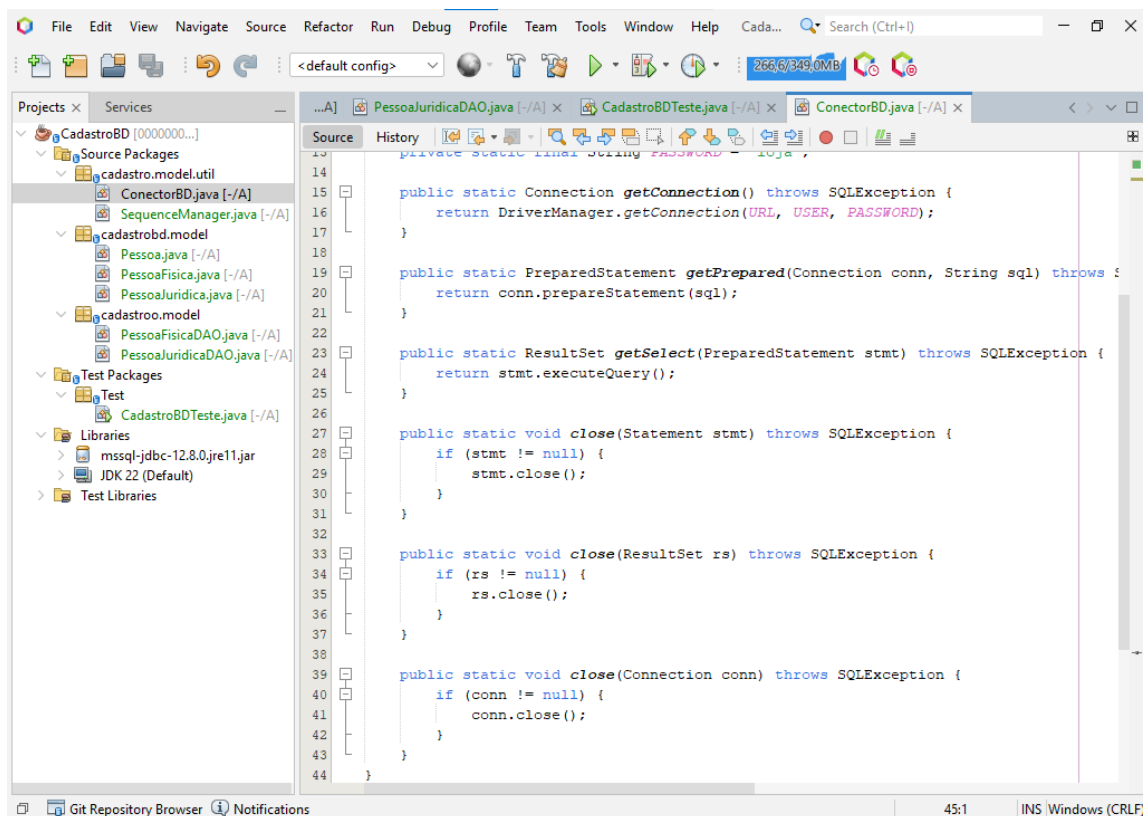 File Edit View Navigate Source Refactor Run Debug Profile Team Tools Window Help Cada... Search (Ctrl+I)
<default config> 266,6/349,0MB
Projects Services
...A] PessoaJuridicaDAO.java [-/A] CadastroBDTeste.java [-/A] ConectorBD.java [-/A]
Source History
CadastroBD [0000000...]
Source Packages
cadastro.model.util
ConectorBD.java [-/A]
SequenceManager.java [-/A]
cadastrobd.model
Pessoa.java [-/A]
PessoaFisica.java [-/A]
PessoaJuridica.java [-/A]
cadastroo.model
PessoaFisicaDAO.java [-/A]
PessoaJuridicaDAO.java [-/A]
Test Packages
Test
CadastroBDTeste.java [-/A]
Libraries
mssql-jdbc-12.8.0.jre11.jar
JDK 22 (Default)
Test Libraries
13 private static final String PASSWORD = "loja";
14
15 public static Connection getConnection() throws SQLException {
16 return DriverManager.getConnection(URL, USER, PASSWORD);
17 }
18
19 public static PreparedStatement getPrepared(Connection conn, String sql) throws S
20 return conn.prepareStatement(sql);
21 }
22
23 public static ResultSet getSelect(PreparedStatement stmt) throws SQLException {
24 return stmt.executeQuery();
25 }
26
27 public static void close(Statement stmt) throws SQLException {
28 if (stmt != null) {
29 stmt.close();
30 }
31 }
32
33 public static void close(ResultSet rs) throws SQLException {
34 if (rs != null) {
35 rs.close();
36 }
37 }
38
39 public static void close(Connection conn) throws SQLException {
40 if (conn != null) {
41 conn.close();
42 }
43 }
44 }
Git Repository Browser Notifications 45:1 INS Windows (CRLF)